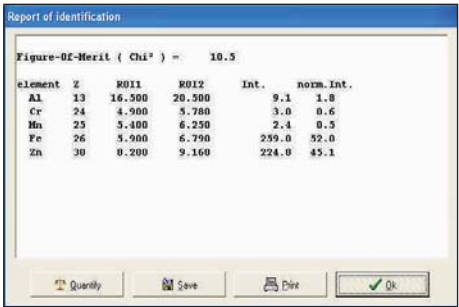 Report of identification
Figure-Of-Merit ( Chi² ) = 10.5
element Z ROI1 ROI2 Int. norm.Int.
Al 13 16.500 20.500 9.1 1.8
Cr 24 4.900 5.780 3.0 0.6
Mn 25 5.400 6.250 2.4 0.5
Fe 26 5.900 6.790 259.0 52.0
Zn 30 8.200 9.160 224.8 45.1
Quantify Save Print Ok